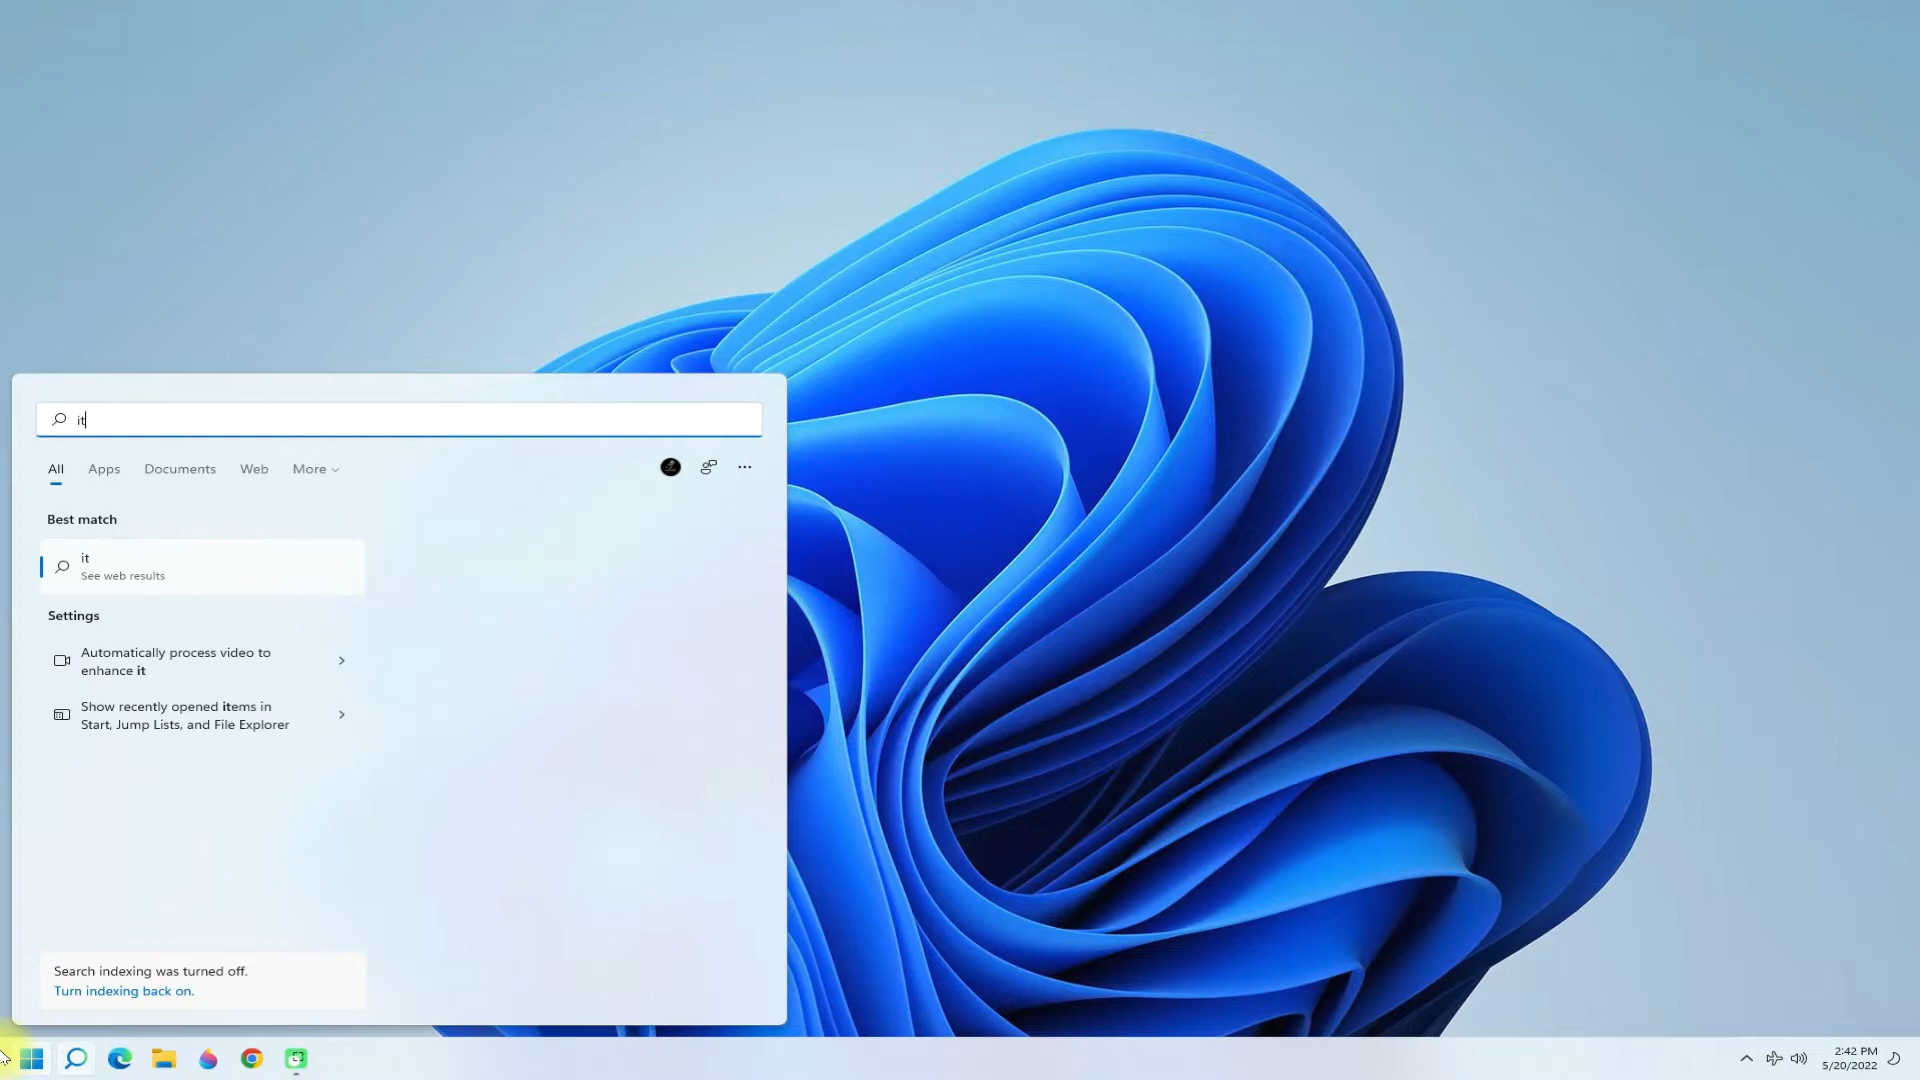 it
All Apps Documents Web More
Best match
it
See web results
Settings
Automatically process video to
enhance it
Show recently opened items in
Start, Jump Lists, and File Explorer
Search indexing was turned off.
Turn indexing back on.
2:42 PM
5/20/2022